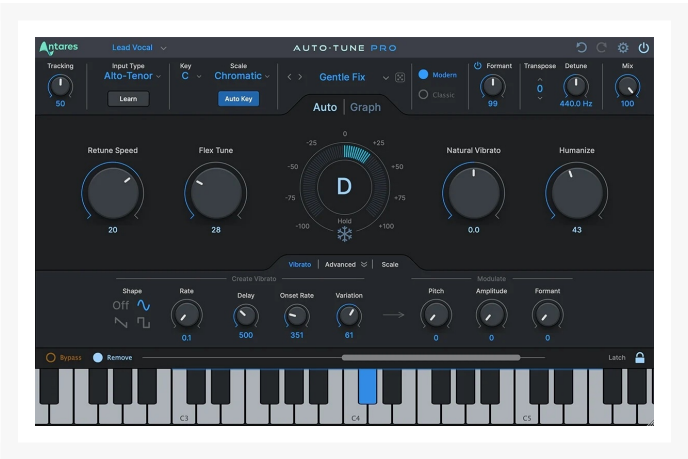 Antares
Lead Vocal
AUTO-TUNE PRO
Tracking
50
Input Type
Alto-Tenor
Learn
Key
C
Scale
Chromatic
Auto Key
< > Gentle Fix
Modern
Classic
Formant
99
Transpose
0
Detune
440.0 Hz
Mix
100
Auto | Graph
Retune Speed
20
Flex Tune
28
0
-25 +25
-50 +50
-75 +75
-100 +100
D
Hold
Natural Vibrato
0.0
Humanize
43
Vibrato | Advanced | Scale
Create Vibrato
Shape
Off
Rate
0.1
Delay
500
Onset Rate
351
Variation
61
Modulate
Pitch
0
Amplitude
0
Formant
0
Bypass
Remove
Latch
C3 C4 C5